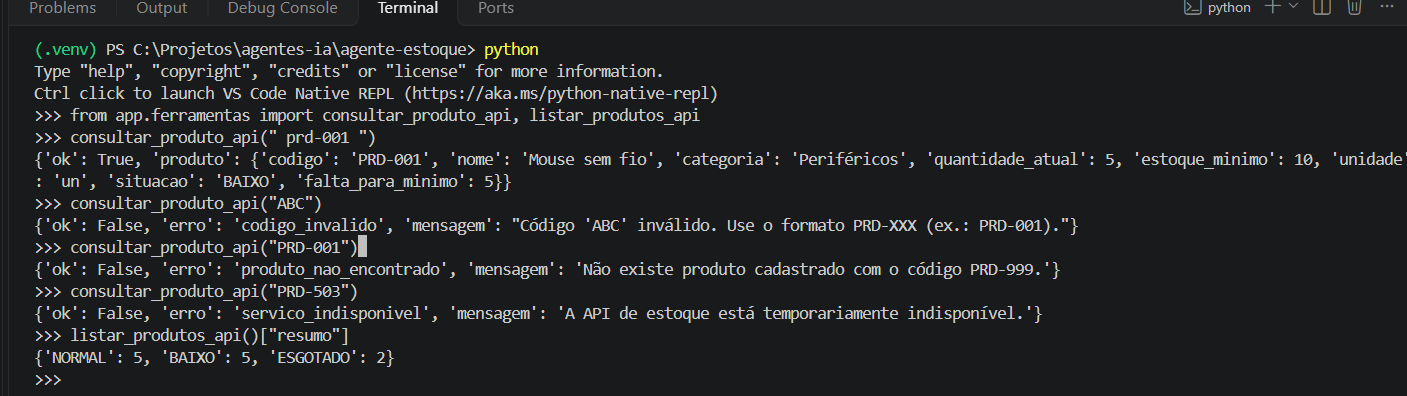 Problems Output Debug Console Terminal Ports python
(.venv) PS C:\Projetos\agentes-ia\agente-estoque> python
Type "help", "copyright", "credits" or "license" for more information.
Ctrl click to launch VS Code Native REPL (https://aka.ms/python-native-repl)
>>> from app.ferramentas import consultar_produto_api, listar_produtos_api
>>> consultar_produto_api(" prd-001 ")
{'ok': True, 'produto': {'codigo': 'PRD-001', 'nome': 'Mouse sem fio', 'categoria': 'Periféricos', 'quantidade_atual': 5, 'estoque_minimo': 10, 'unidade'
: 'un', 'situacao': 'BAIXO', 'falta_para_minimo': 5}}
>>> consultar_produto_api("ABC")
{'ok': False, 'erro': 'codigo_invalido', 'mensagem': "Código 'ABC' inválido. Use o formato PRD-XXX (ex.: PRD-001)."}
>>> consultar_produto_api("PRD-001")
{'ok': False, 'erro': 'produto_nao_encontrado', 'mensagem': 'Não existe produto cadastrado com o código PRD-999.'}
>>> consultar_produto_api("PRD-503")
{'ok': False, 'erro': 'servico_indisponivel', 'mensagem': 'A API de estoque está temporariamente indisponível.'}
>>> listar_produtos_api()["resumo"]
{'NORMAL': 5, 'BAIXO': 5, 'ESGOTADO': 2}
>>>